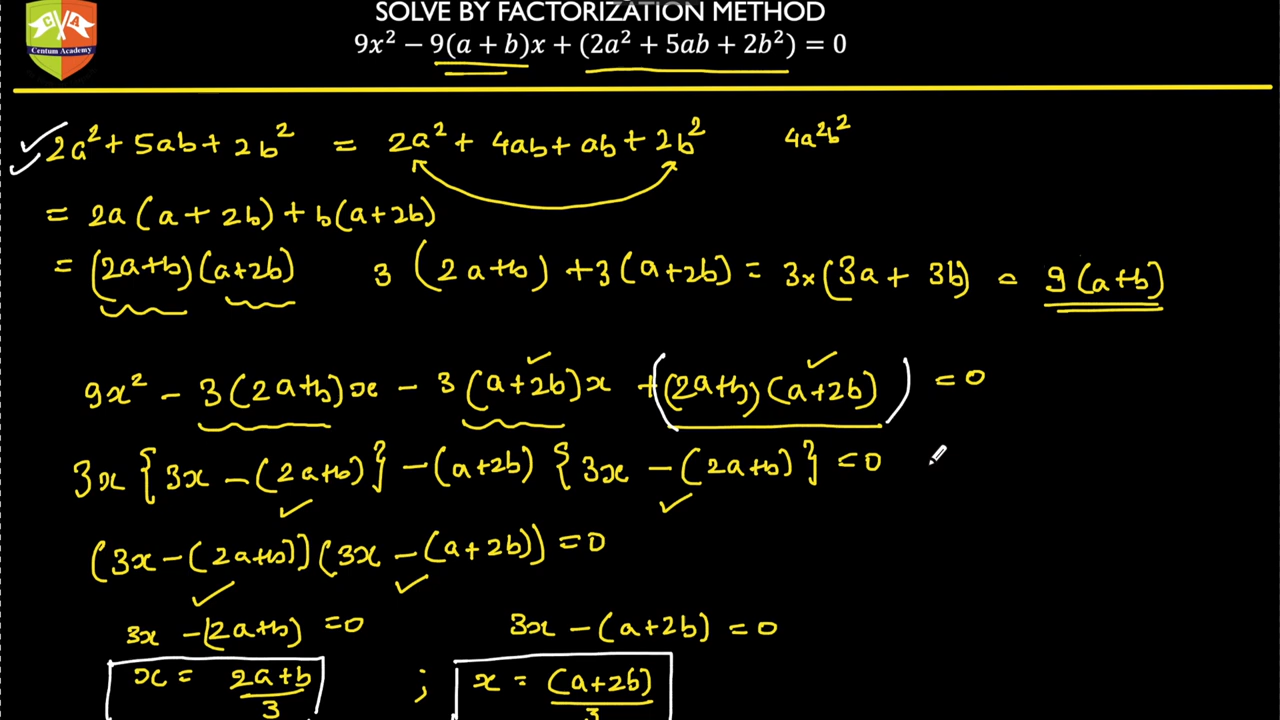 SOLVE BY FACTORIZATION METHOD
9x² − 9(a + b)x + (2a² + 5ab + 2b²) = 0
C A
Centum Academy
2a² + 5ab + 2b² = 2a² + 4ab + ab + 2b² 4a²b²
= 2a (a + 2b) + b(a+2b)
= (2a+b)(a+2b) 3 (2a+b) + 3(a+2b) = 3×(3a + 3b) = 9(a+b)
9x² − 3(2a+b)x − 3(a+2b)x + ((2a+b)(a+2b)) = 0
3x {3x − (2a+b)} − (a+2b) {3x − (2a+b)} = 0
(3x − (2a+b))(3x − (a+2b)) = 0
3x − (2a+b) = 0 3x − (a+2b) = 0
x = 2a+b/3 ; x = (a+2b)/3